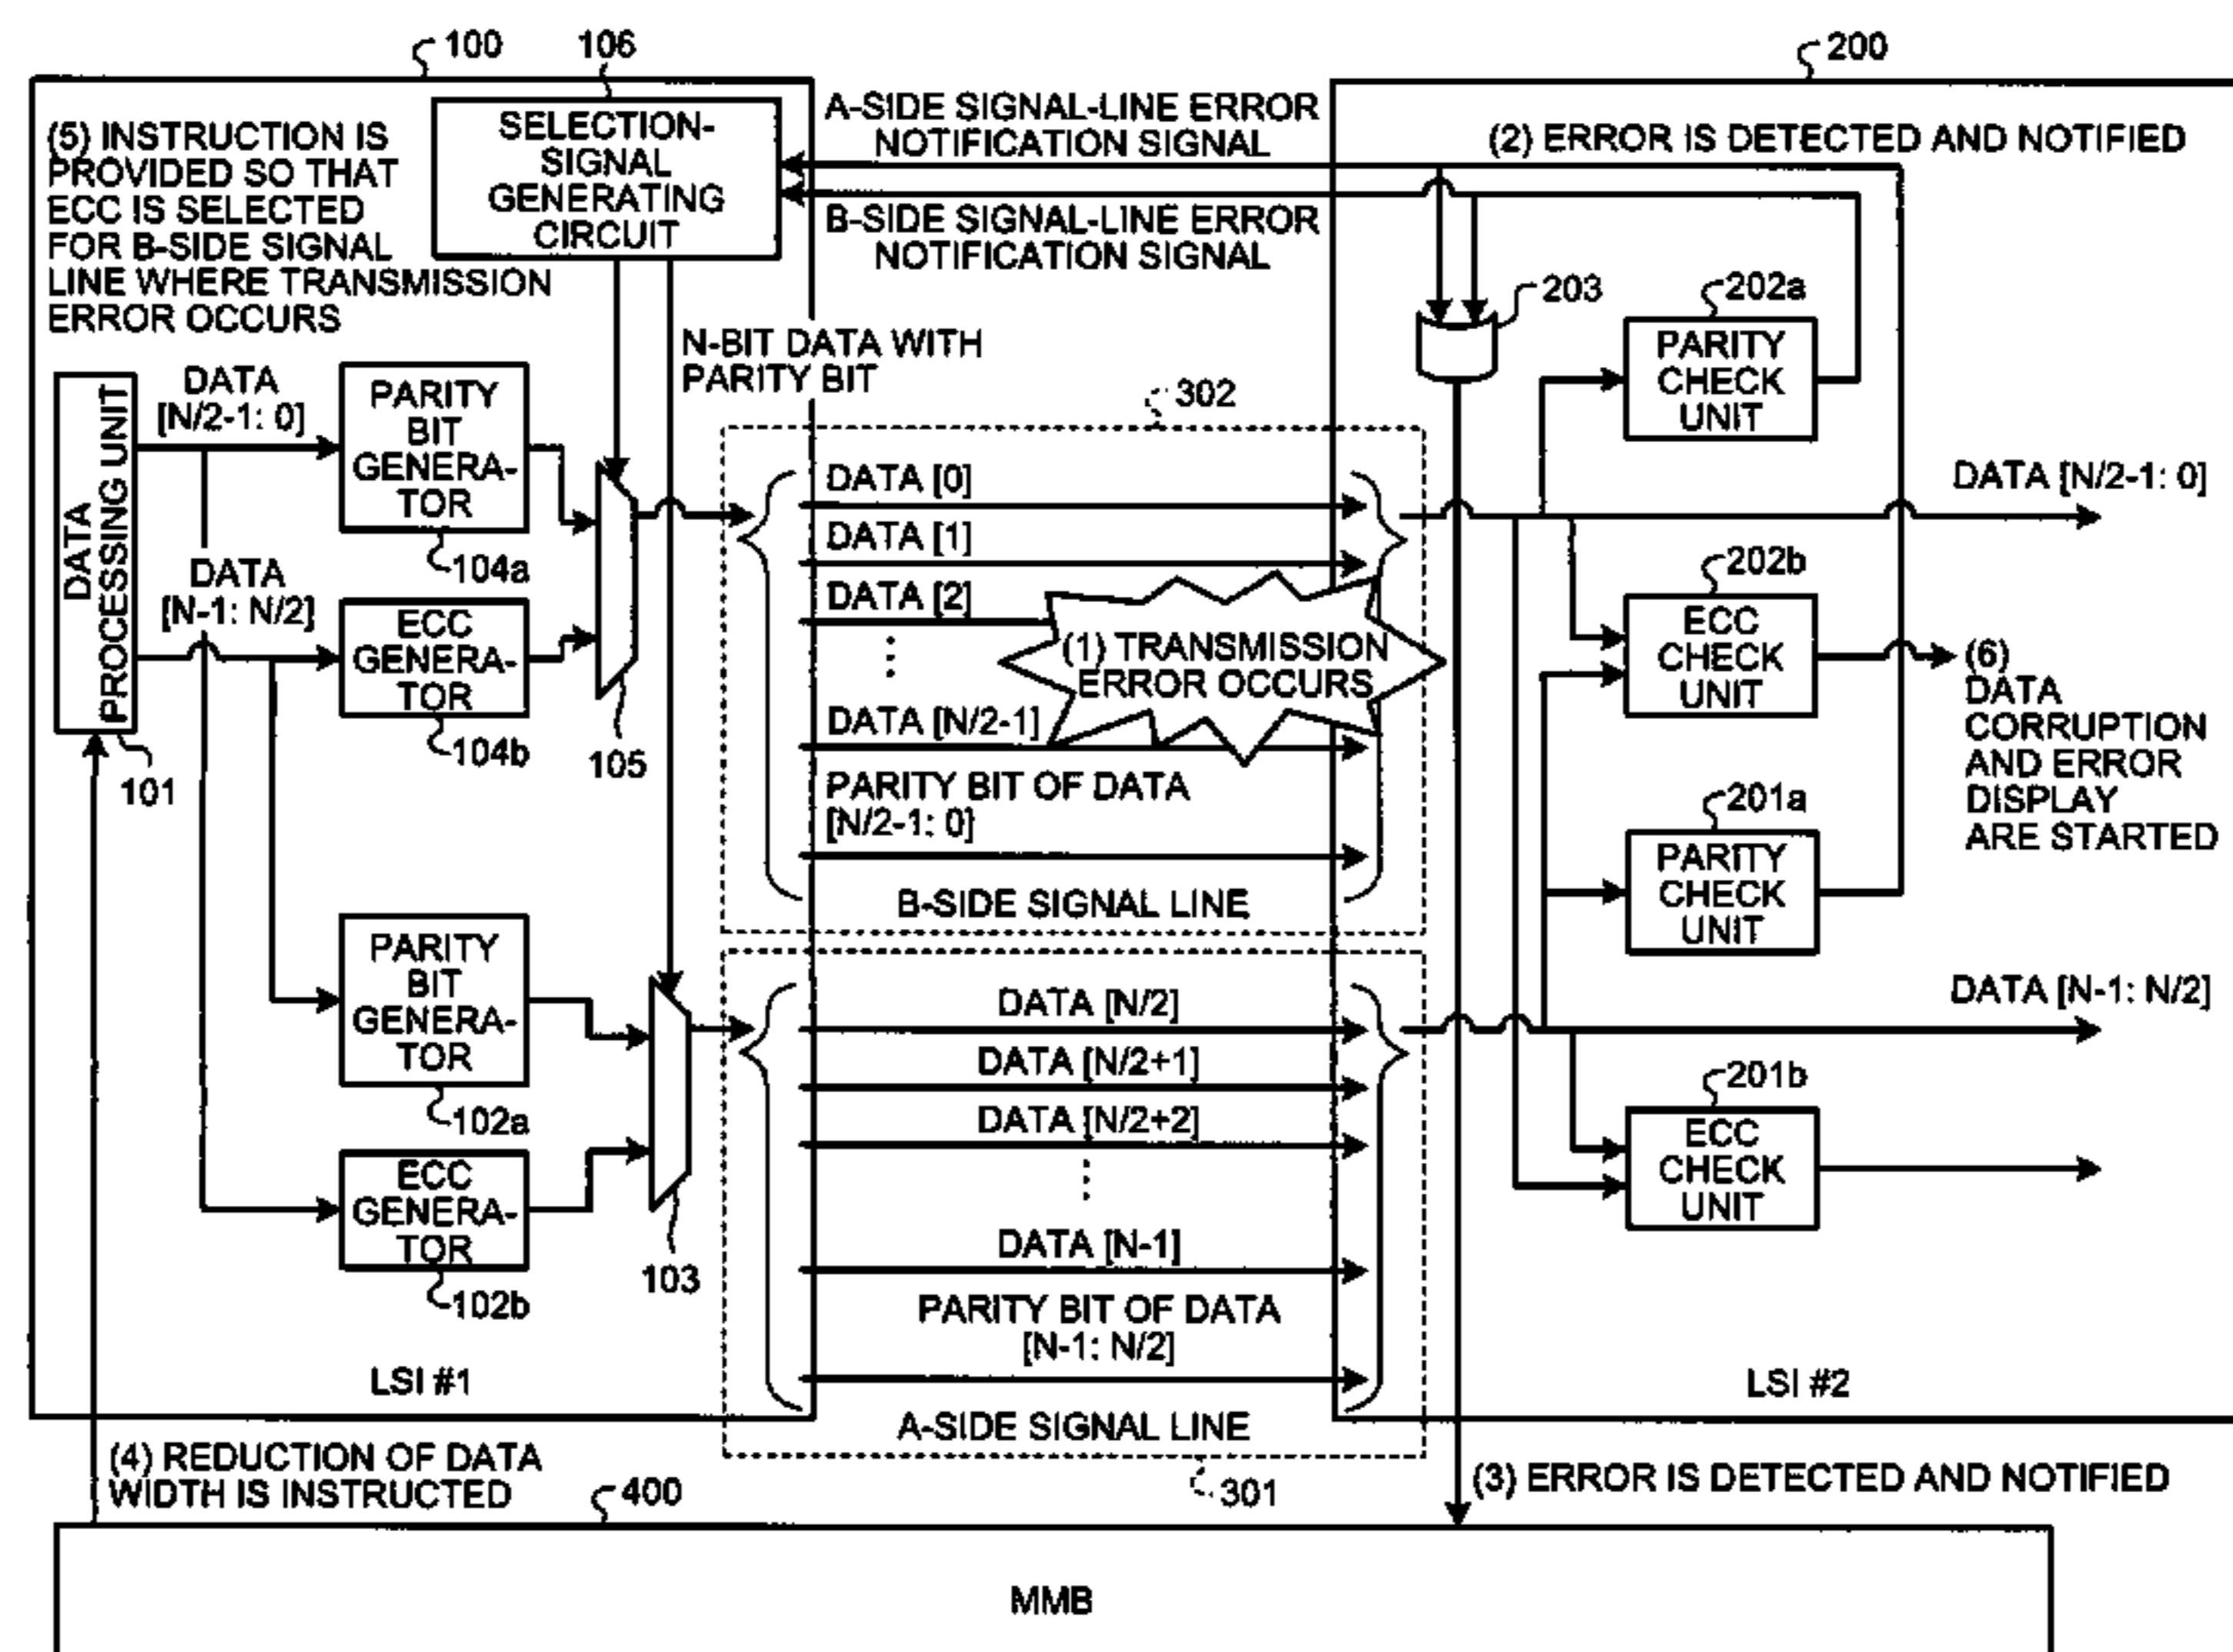 100
106
200
(5) INSTRUCTION IS
PROVIDED SO THAT
ECC IS SELECTED
FOR B-SIDE SIGNAL
LINE WHERE TRANSMISSION
ERROR OCCURS
SELECTION-
SIGNAL
GENERATING
CIRCUIT
A-SIDE SIGNAL-LINE ERROR
NOTIFICATION SIGNAL
B-SIDE SIGNAL-LINE ERROR
NOTIFICATION SIGNAL
(2) ERROR IS DETECTED AND NOTIFIED
203
202a
PARITY
CHECK
UNIT
N-BIT DATA WITH
PARITY BIT
302
DATA
PROCESSING UNIT
101
DATA
[N/2-1: 0]
PARITY
BIT
GENERA-
TOR
104a
DATA
[N-1: N/2]
ECC
GENERA-
TOR
104b
105
DATA [0]
DATA [1]
DATA [2]
(1) TRANSMISSION
ERROR OCCURS
DATA [N/2-1]
PARITY BIT OF DATA
[N/2-1: 0]
B-SIDE SIGNAL LINE
DATA [N/2-1: 0]
202b
ECC
CHECK
UNIT
(6)
DATA
CORRUPTION
AND ERROR
DISPLAY
ARE STARTED
201a
PARITY
CHECK
UNIT
PARITY
BIT
GENERA-
TOR
102a
ECC
GENERA-
TOR
102b
103
DATA [N/2]
DATA [N/2+1]
DATA [N/2+2]
DATA [N-1]
PARITY BIT OF DATA
[N-1: N/2]
A-SIDE SIGNAL LINE
301
DATA [N-1: N/2]
201b
ECC
CHECK
UNIT
LSI #1
LSI #2
(4) REDUCTION OF DATA
WIDTH IS INSTRUCTED
400
(3) ERROR IS DETECTED AND NOTIFIED
MMB